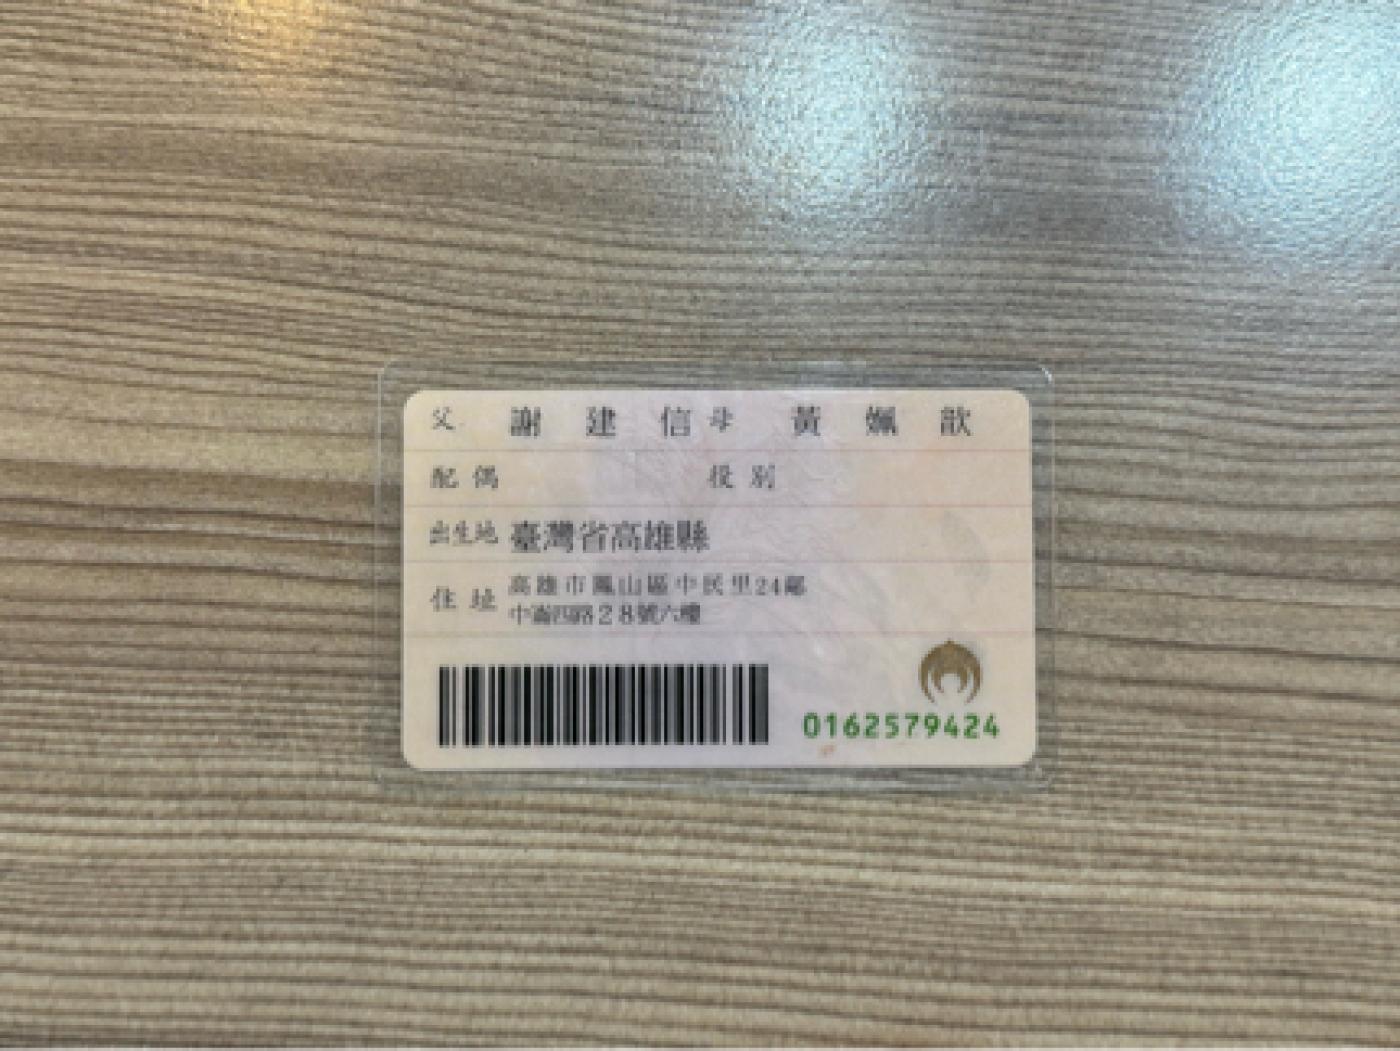 父 謝建信 母 黃姵歆
配偶 役別
出生地 臺灣省高雄縣
住址 高雄市鳳山區中民里24鄰
中崙四路28號六樓
0162579424